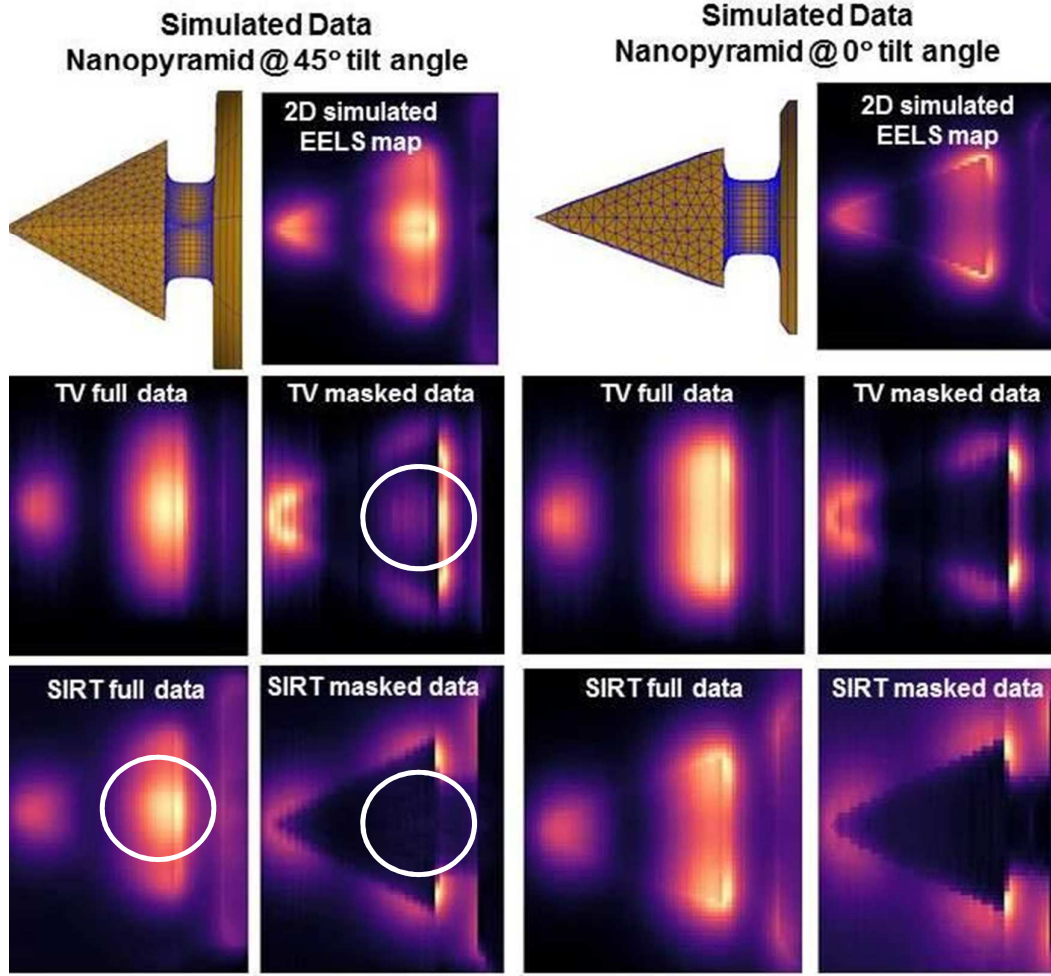 Simulated Data
Nanopyramid @ 45º tilt angle
Simulated Data
Nanopyramid @ 0º tilt angle
2D simulated
EELS map
2D simulated
EELS map
TV full data
TV masked data
TV full data
TV masked data
SIRT full data
SIRT masked data
SIRT full data
SIRT masked data